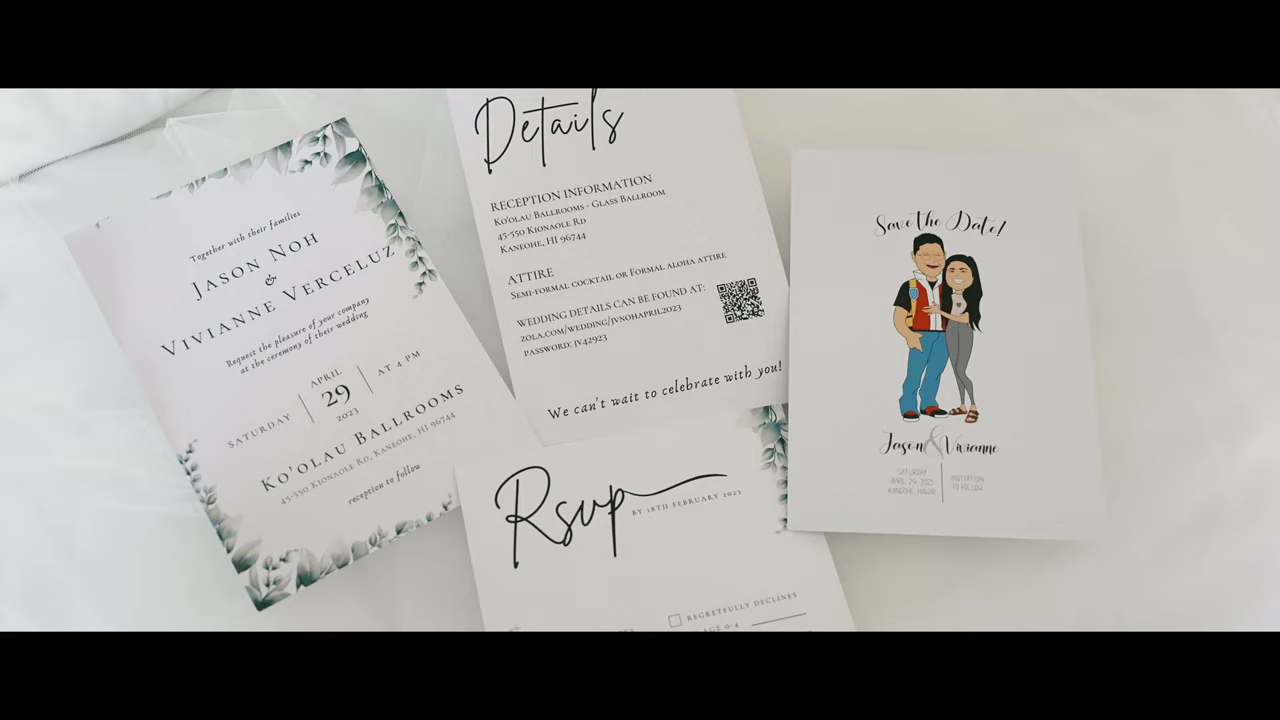 Together with their families
JASON NOH
&
VIVIANNE VERCELUZ
Request the pleasure of your company
at the ceremony of their wedding
SATURDAY
APRIL
29
2023
AT 4 PM
KO'OLAU BALLROOMS
45-550 KIONAOLE RD, KANEOHE, HI 96744
reception to follow
Details
RECEPTION INFORMATION
KO'OLAU BALLROOMS - GLASS BALLROOM
45-550 KIONAOLE RD
KANEOHE, HI 96744
ATTIRE
SEMI-FORMAL COCKTAIL OR FORMAL ALOHA ATTIRE
WEDDING DETAILS CAN BE FOUND AT:
ZOLA.COM/WEDDING/JVNOHAPRIL2023
PASSWORD: JV42923
We can't wait to celebrate with you!
Rsvp
BY 18TH FEBRUARY 2023
REGRETFULLY DECLINES
AGE 0-4
Save the Date!
Jason & Vivianne
SATURDAY
APRIL 29, 2023
KANEOHE, HAWAII
INVITATION
TO FOLLOW